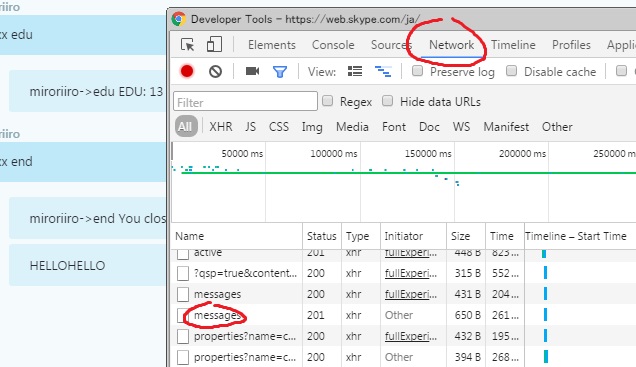 riiro
x edu
miroriiro->edu EDU: 13
riiro
x end
miroriiro->end You clos
HELLOHELLO
Developer Tools - https://web.skype.com/ja/
Elements Console Sources Network Timeline Profiles Applicati
View: Preserve log Disable cache
Filter Regex Hide data URLs
All XHR JS CSS Img Media Font Doc WS Manifest Other
50000 ms 100000 ms 150000 ms 200000 ms 250000 ms
Name Status Type Initiator Size Time Timeline – Start Time
active 201 xhr fullExperi... 448 B 825...
?qsp=true&content... 200 xhr fullExperi... 315 B 552...
messages 200 xhr fullExperi... 431 B 204...
messages 201 xhr Other 650 B 261...
properties?name=c... 200 xhr fullExperi... 432 B 195...
properties?name=c... 200 xhr Other 394 B 268...